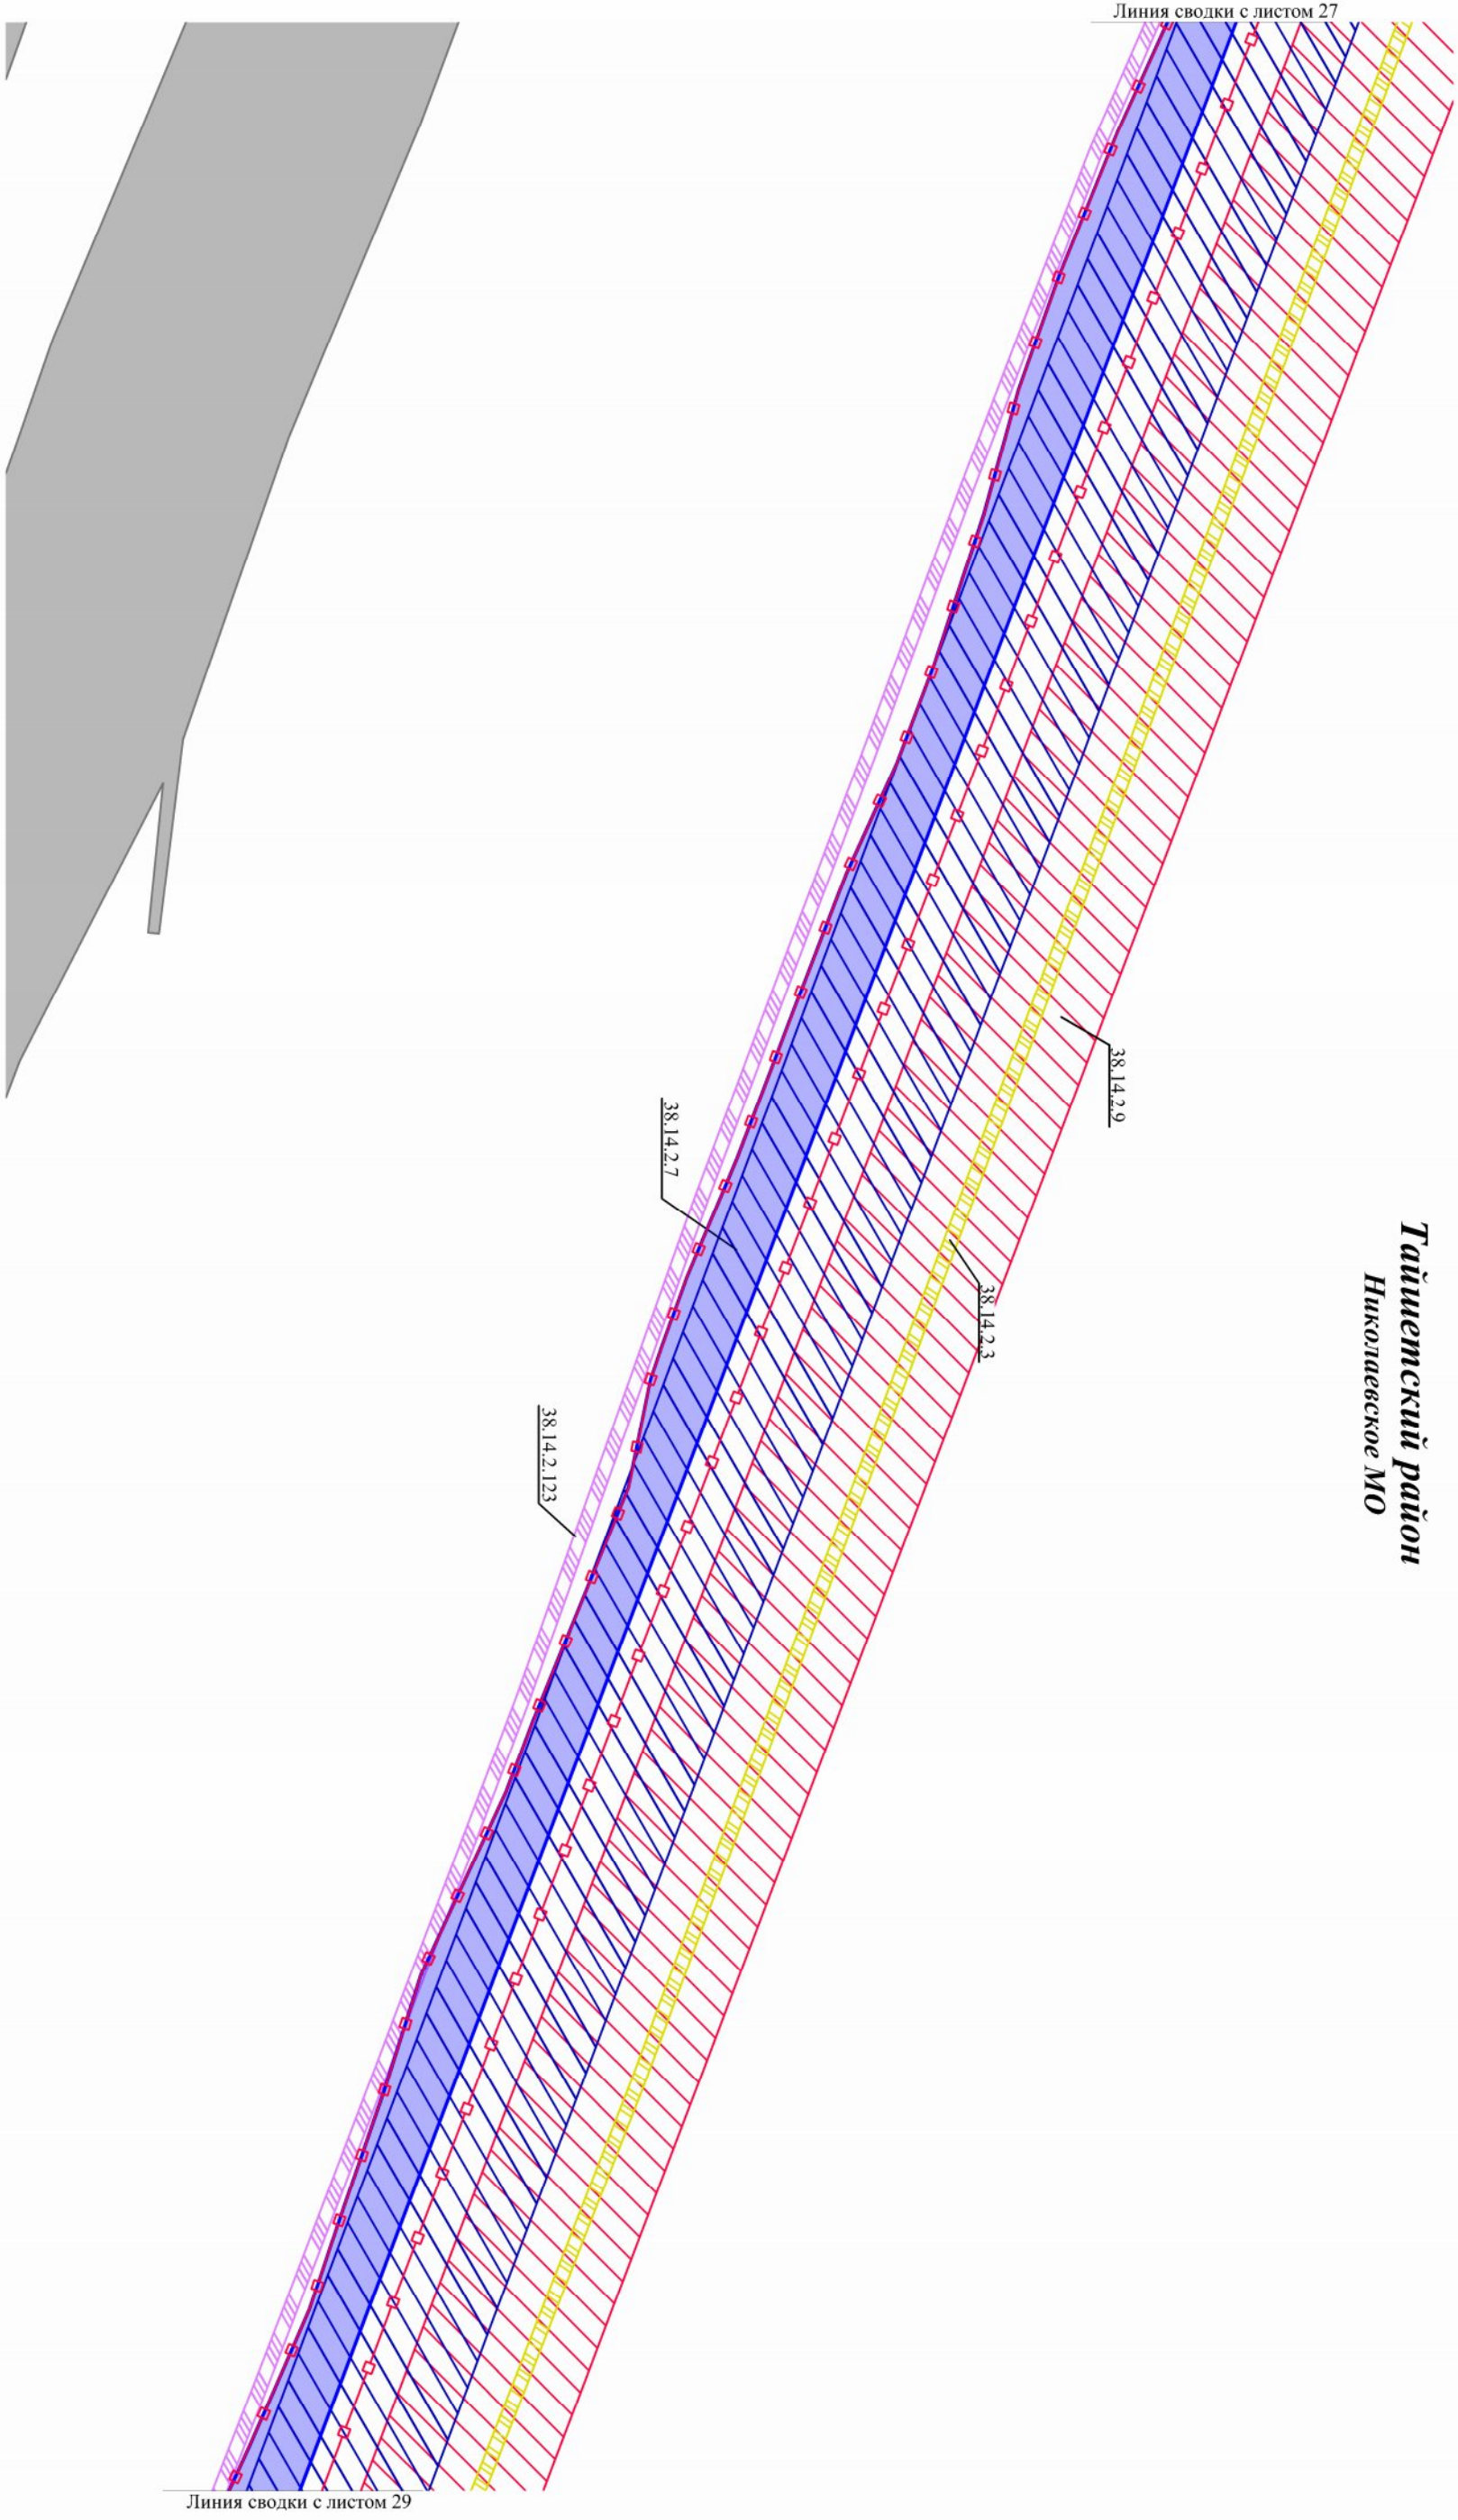 Линия сводки с листом 27
38.14.2.9
38.14.2.7
Тайшетский район
Николаевское МО
38.14.2.3
38.14.2.123
Линия сводки с листом 29